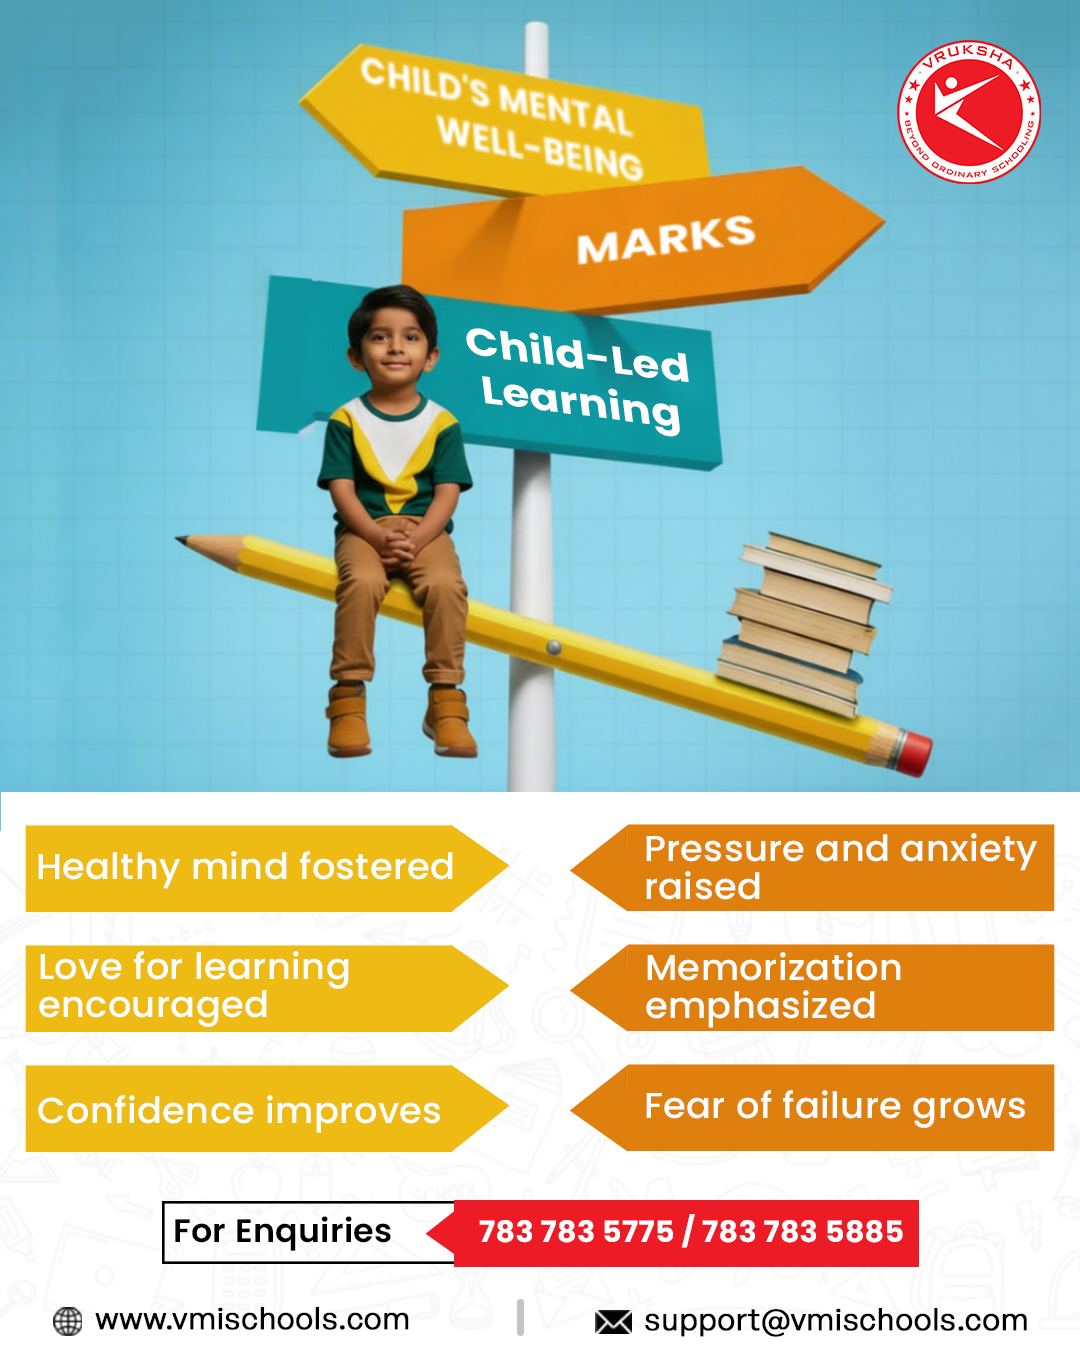 CHILD'S MENTAL
WELL-BEING
VRUKSHA
BEYOND ORDINARY SCHOOLING
MARKS
Child-Led
Learning
Healthy mind fostered
Pressure and anxiety
raised
Love for learning
encouraged
Memorization
emphasized
Confidence improves
Fear of failure grows
For Enquiries
783 783 5775 / 783 783 5885
www.vmischools.com
support@vmischools.com